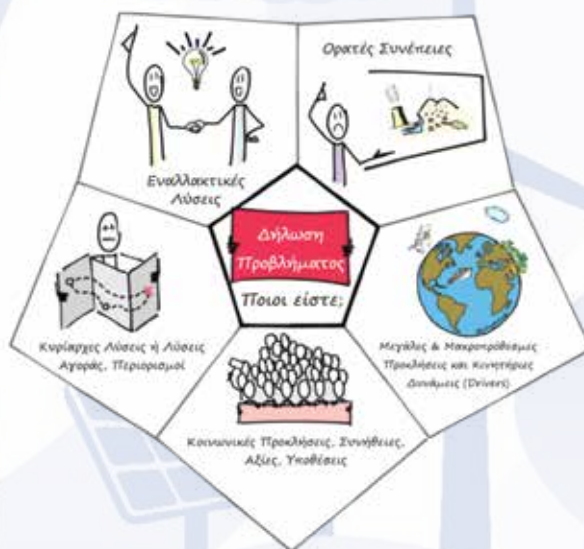 Ορατές Συνέπειες
Εναλλακτικές
Λύσεις
Δήλωση
Προβλήματος
Ποιοι είστε;
Κυρίαρχες Λύσεις ή Λύσεις
Αγοράς, Περιορισμοί
Μεγάλες & Μακροπρόθεσμες
Προκλήσεις και Κινητήριες
Δυνάμεις (Drivers)
Κοινωνικές Προκλήσεις, Συνήθειες,
Αξίες, Υποθέσεις